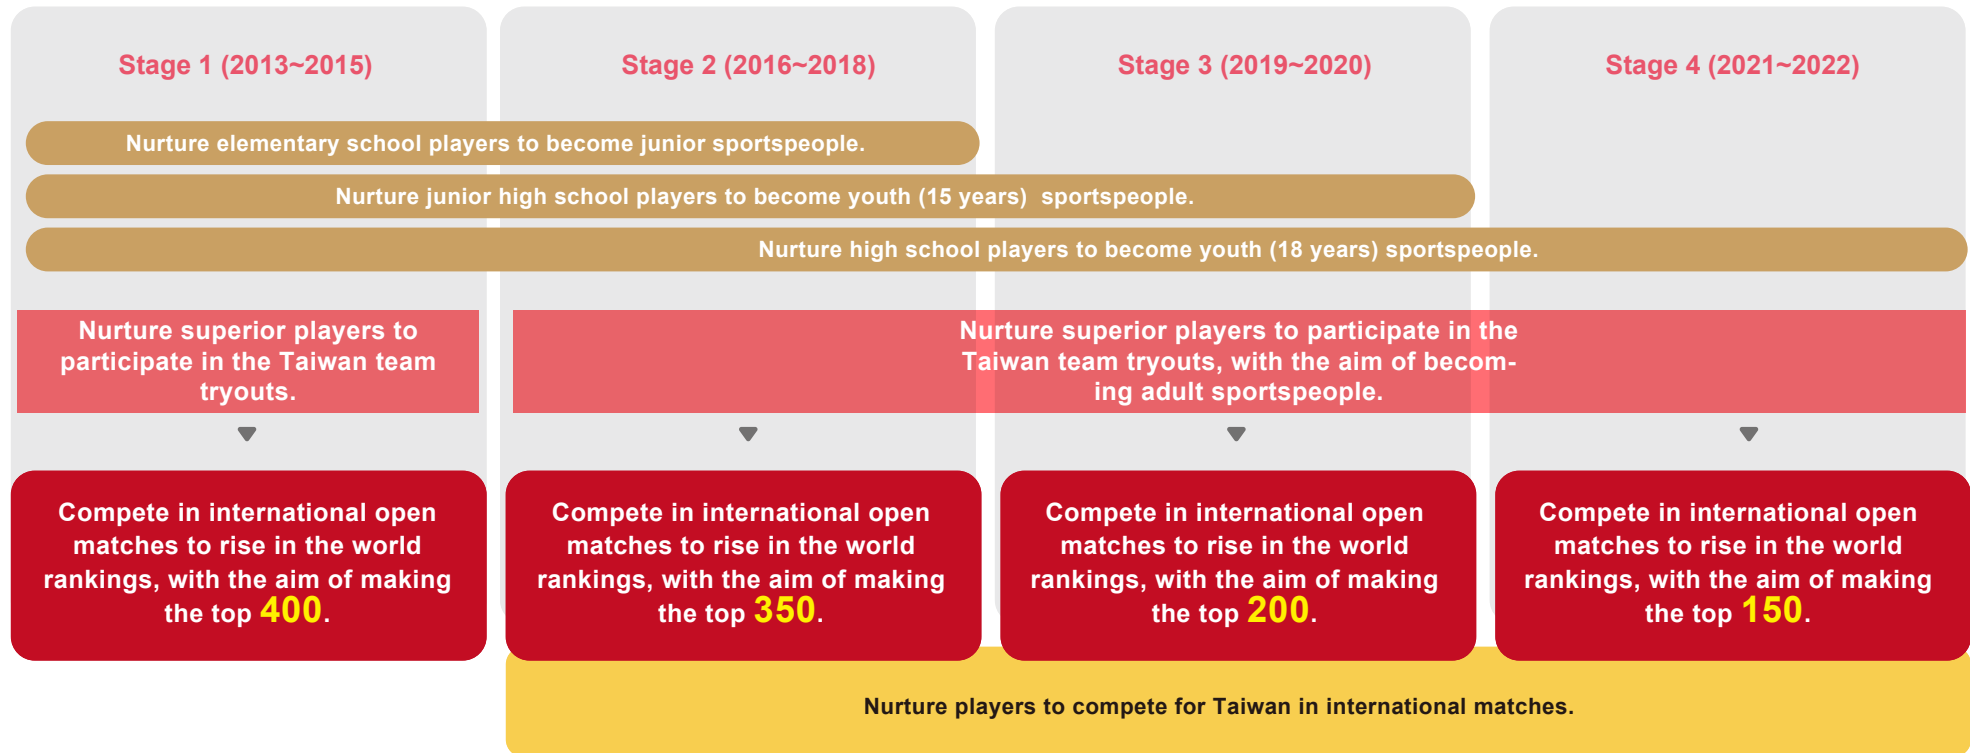 Stage 1 (2013~2015)
Stage 2 (2016~2018)
Stage 3 (2019~2020)
Stage 4 (2021~2022)
Nurture elementary school players to become junior sportspeople.
Nurture junior high school players to become youth (15 years)  sportspeople.
Nurture high school players to become youth (18 years) sportspeople.
Nurture superior players to
participate in the Taiwan team
tryouts.
Nurture superior players to participate in the
Taiwan team tryouts, with the aim of becom-
ing adult sportspeople.
Compete in international open
matches to rise in the world
rankings, with the aim of making
the top 400.
Compete in international open
matches to rise in the world
rankings, with the aim of making
the top 350.
Compete in international open
matches to rise in the world
rankings, with the aim of making
the top 200.
Compete in international open
matches to rise in the world
rankings, with the aim of making
the top 150.
Nurture players to compete for Taiwan in international matches.